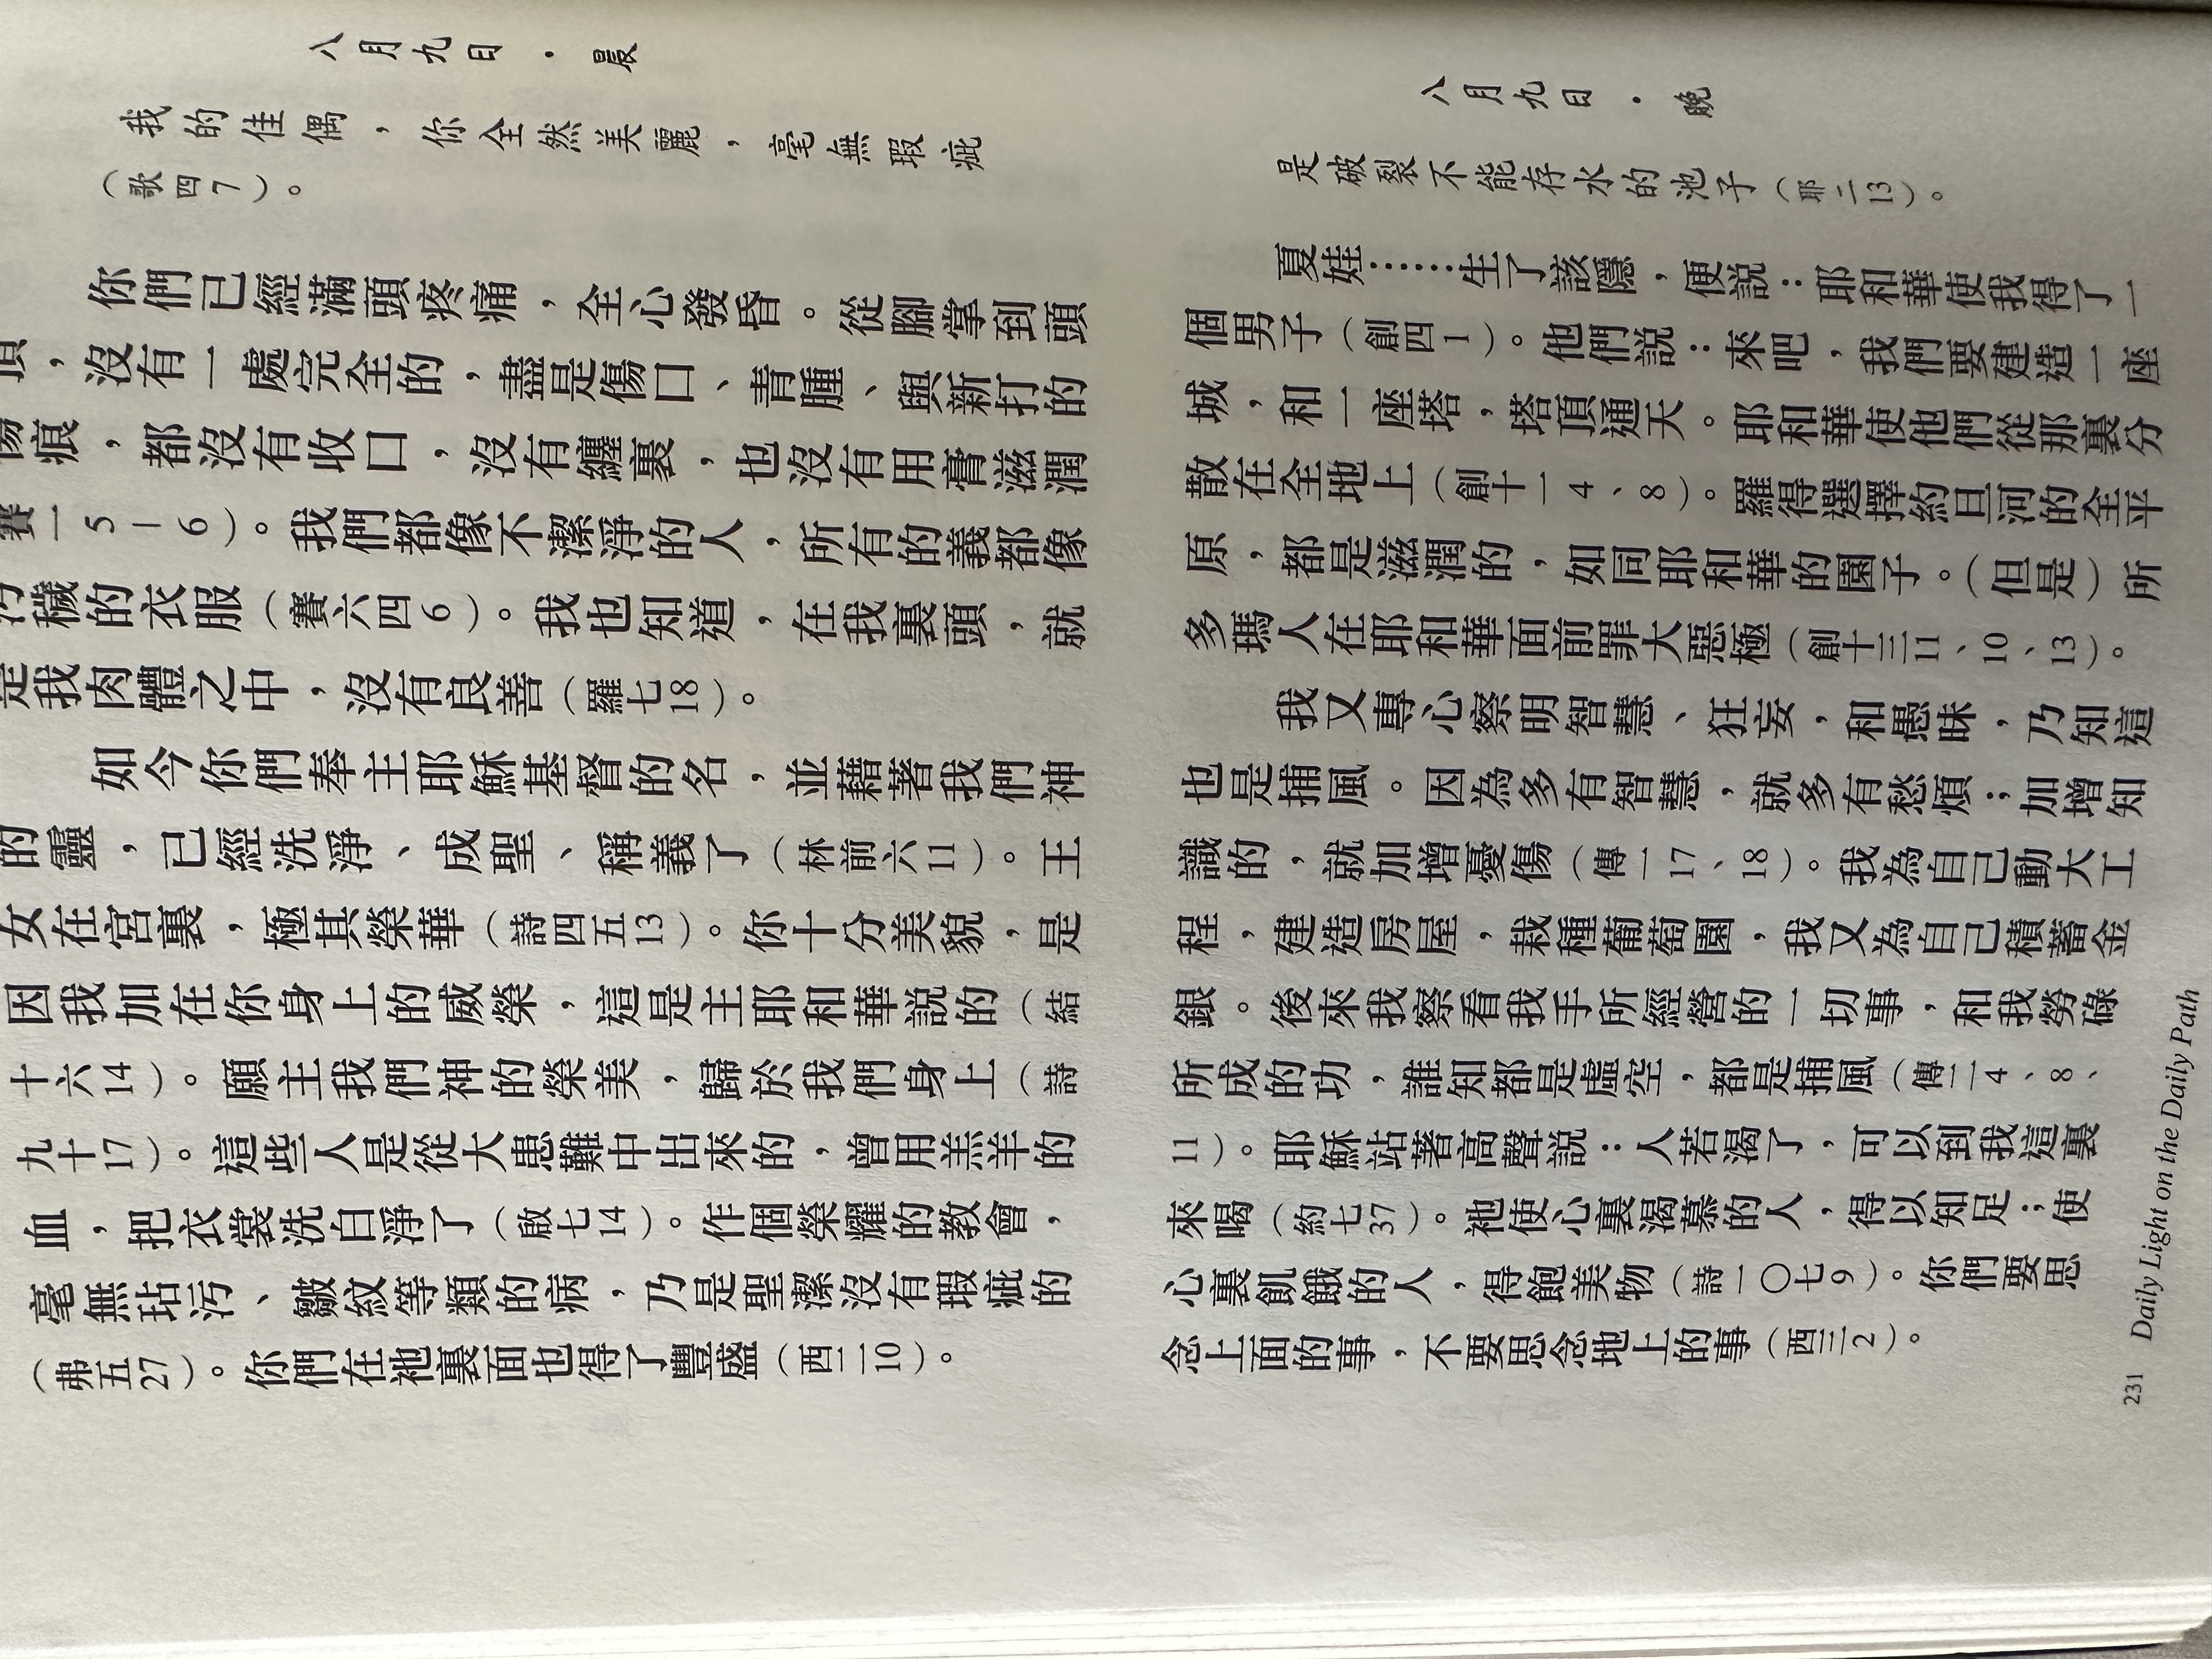 八月九日．晨
我的佳偶，你全然美麗，毫無瑕疵
（歌四7）。
你們已經滿頭疼痛，全心發昏。從腳掌到頭
頂，沒有一處完全的，盡是傷口、青腫、與新打的
傷痕，都沒有收口，沒有纏裹，也沒有用膏滋潤
（賽一5－6）。我們都像不潔淨的人，所有的義都像
污穢的衣服（賽六四6）。我也知道，在我裏頭，就
是我肉體之中，沒有良善（羅七18）。
如今你們奉主耶穌基督的名，並藉著我們神
的靈，已經洗淨、成聖、稱義了（林前六11）。王
女在宮裏，極其榮華（詩四五13）。你十分美貌，是
因我加在你身上的威榮，這是主耶和華説的（結
十六14）。願主我們神的榮美，歸於我們身上（詩
九十17）。這些人是從大患難中出來的，曾用羔羊的
血，把衣裳洗白淨了（啟七14）。作個榮耀的教會，
毫無玷污、皺紋等類的病，乃是聖潔沒有瑕疵的
（弗五27）。你們在祂裏面也得了豐盛（西二10）。
八月九日．晚
是破裂不能存水的池子（耶二13）。
夏娃……生了該隱，便説：耶和華使我得了一
個男子（創四1）。他們説：來吧，我們要建造一座
城，和一座塔，塔頂通天。耶和華使他們從那裏分
散在全地上（創十一4、8）。羅得選擇約旦河的全平
原，都是滋潤的，如同耶和華的園子。（但是）所
多瑪人在耶和華面前罪大惡極（創十三11、10、13）。
我又專心察明智慧、狂妄，和愚昧，乃知這
也是捕風。因為多有智慧，就多有愁煩；加增知
識的，就加增憂傷（傳一17、18）。我為自己動大工
程，建造房屋，栽種葡萄園，我又為自己積蓄金
銀。後來我察看我手所經營的一切事，和我勞碌
所成的功，誰知都是虛空，都是捕風（傳二4、8、
11）。耶穌站著高聲説：人若渴了，可以到我這裏
來喝（約七37）。祂使心裏渴慕的人，得以知足；使
心裏飢餓的人，得飽美物（詩一〇七9）。你們要思
念上面的事，不要思念地上的事（西三2）。
231 Daily Light on the Daily Path